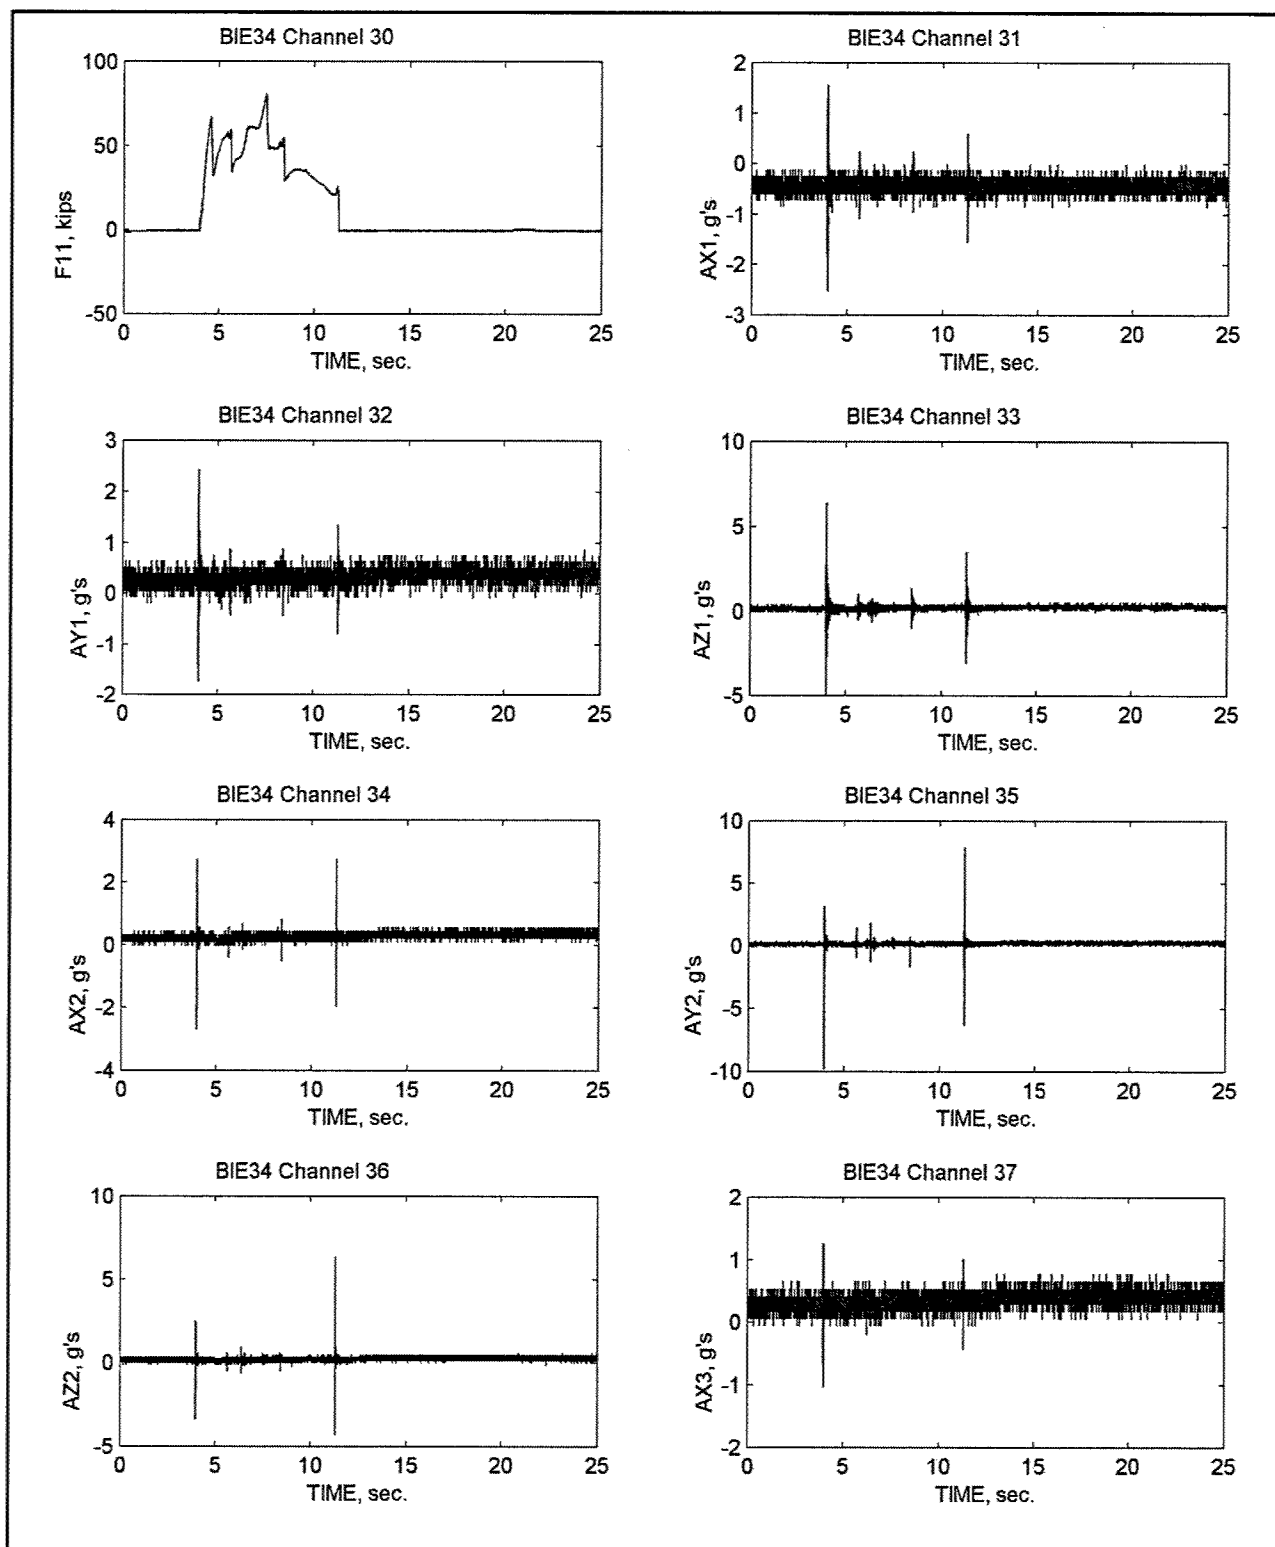 BIE34 Channel 30
100
50
0
-50
F11, kips
0 5 10 15 20 25
TIME, sec.
BIE34 Channel 31
2
1
0
-1
-2
-3
AX1, g's
0 5 10 15 20 25
TIME, sec.
BIE34 Channel 32
3
2
1
0
-1
-2
AY1, g's
0 5 10 15 20 25
TIME, sec.
BIE34 Channel 33
10
5
0
-5
AZ1, g's
0 5 10 15 20 25
TIME, sec.
BIE34 Channel 34
4
2
0
-2
-4
AX2, g's
0 5 10 15 20 25
TIME, sec.
BIE34 Channel 35
10
5
0
-5
-10
AY2, g's
0 5 10 15 20 25
TIME, sec.
BIE34 Channel 36
10
5
0
-5
AZ2, g's
0 5 10 15 20 25
TIME, sec.
BIE34 Channel 37
2
1
0
-1
-2
AX3, g's
0 5 10 15 20 25
TIME, sec.